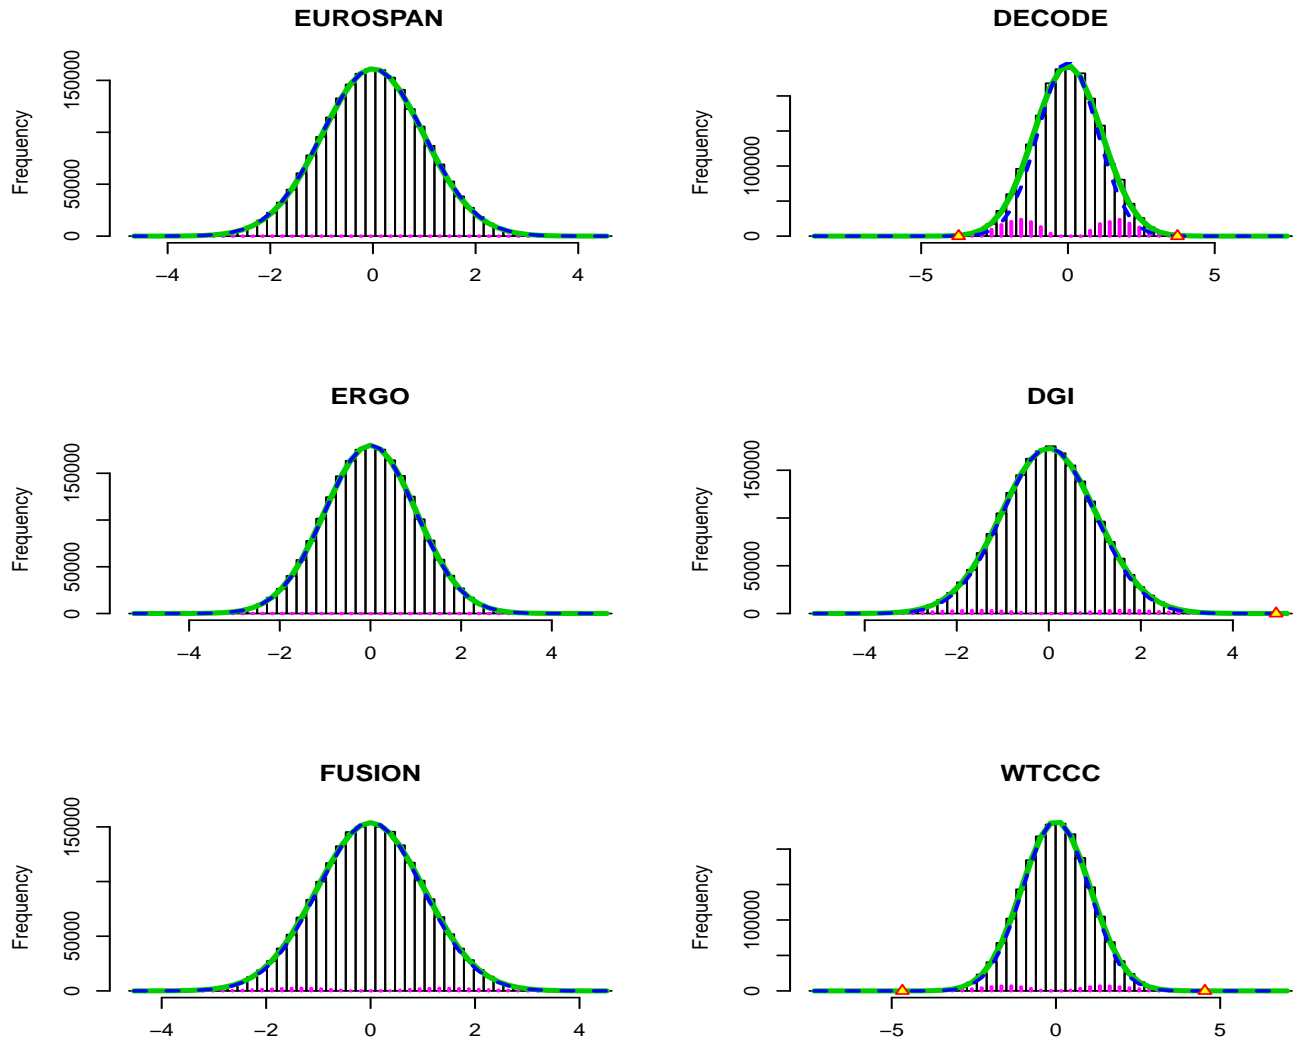 EUROSPAN
Frequency
0 50000 150000
−4 −2 0 2 4
DECODE
Frequency
0 100000
−5 0 5
ERGO
Frequency
0 50000 150000
−4 −2 0 2 4
DGI
Frequency
0 50000 150000
−4 −2 0 2 4
FUSION
Frequency
0 50000 150000
−4 −2 0 2 4
WTCCC
Frequency
0 100000
−5 0 5